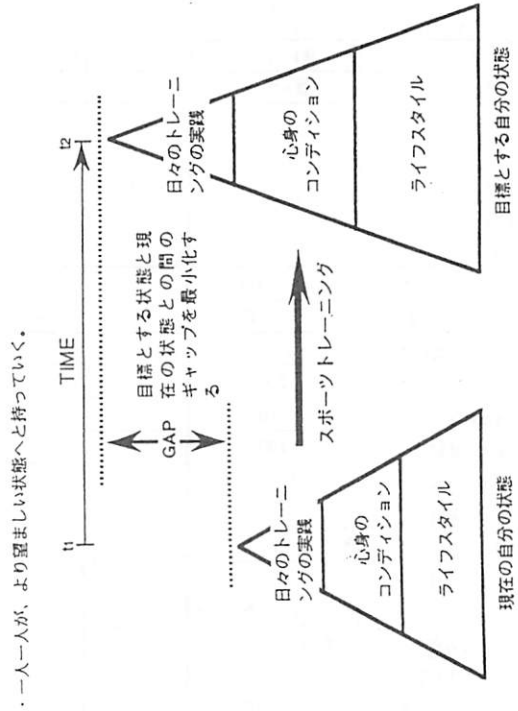 ・一人一人が、より望ましい状態へと持っていく。
TIME
t1
t2
GAP
目標とする状態と現
在の状態との間の
ギャップを最小化す
る
日々のトレーニ
ングの実践
心身の
コンディション
ライフスタイル
現在の自分の状態
スポーツトレーニング
日々のトレーニ
ングの実践
心身の
コンディション
ライフスタイル
目標とする自分の状態